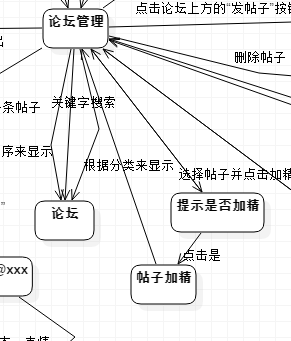 点击论坛上方的“发帖子”按
论坛管理
出
删除帖子
关键字搜索
条帖子
序来显示
根据分类来显示
选择帖子并点击加精
提示是否加精
论坛
”
点击是
@xxx
帖子加精